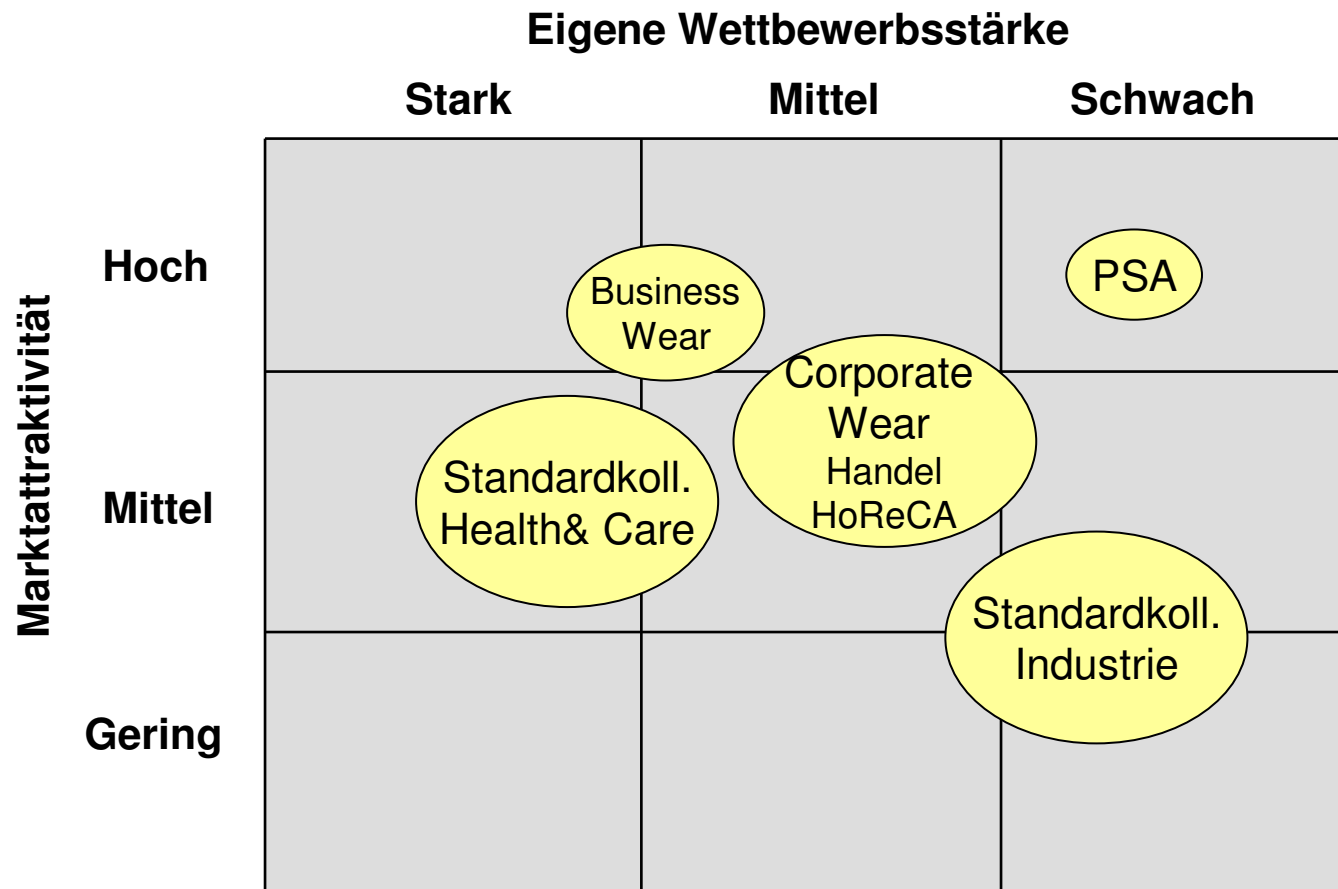 Eigene Wettbewerbsstärke
Stark Mittel Schwach
Marktattraktivität
Hoch
Business
Wear
PSA
Corporate
Wear
Handel
HoReCA
Mittel
Standardkoll.
Health& Care
Standardkoll.
Industrie
Gering